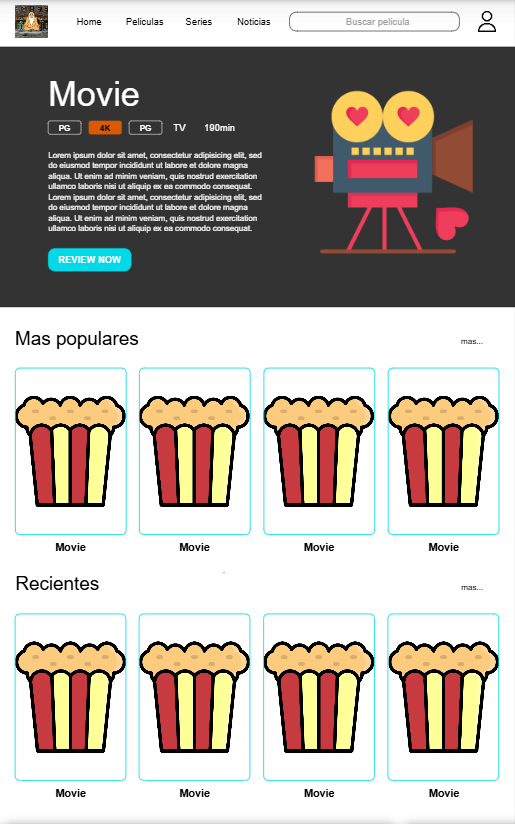 Home Peliculas Series Noticias Buscar pelicula
Movie
PG 4K PG TV 190min
Lorem ipsum dolor sit amet, consectetur adipisicing elit, sed
do eiusmod tempor incididunt ut labore et dolore magna
aliqua. Ut enim ad minim veniam, quis nostrud exercitation
ullamco laboris nisi ut aliquip ex ea commodo consequat.
Lorem ipsum dolor sit amet, consectetur adipisicing elit, sed
do eiusmod tempor incididunt ut labore et dolore magna
aliqua. Ut enim ad minim veniam, quis nostrud exercitation
ullamco laboris nisi ut aliquip ex ea commodo consequat.
REVIEW NOW
Mas populares mas...
Movie Movie Movie Movie
Recientes mas...
Movie Movie Movie Movie